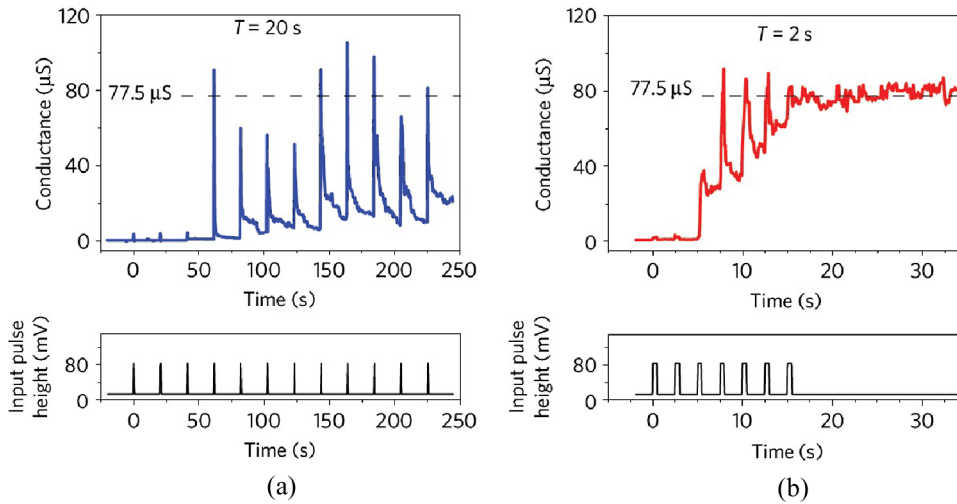 120
80
40
0
Conductance (µS)
T = 20 s
77.5 µS
0 50 100 150 200 250
Time (s)
80
0
Input pulse
height (mV)
0 50 100 150 200 250
Time (s)
(a)
120
80
40
0
Conductance (µS)
T = 2 s
77.5 µS
0 10 20 30
Time (s)
80
0
Input pulse
height (mV)
0 10 20 30
Time (s)
(b)